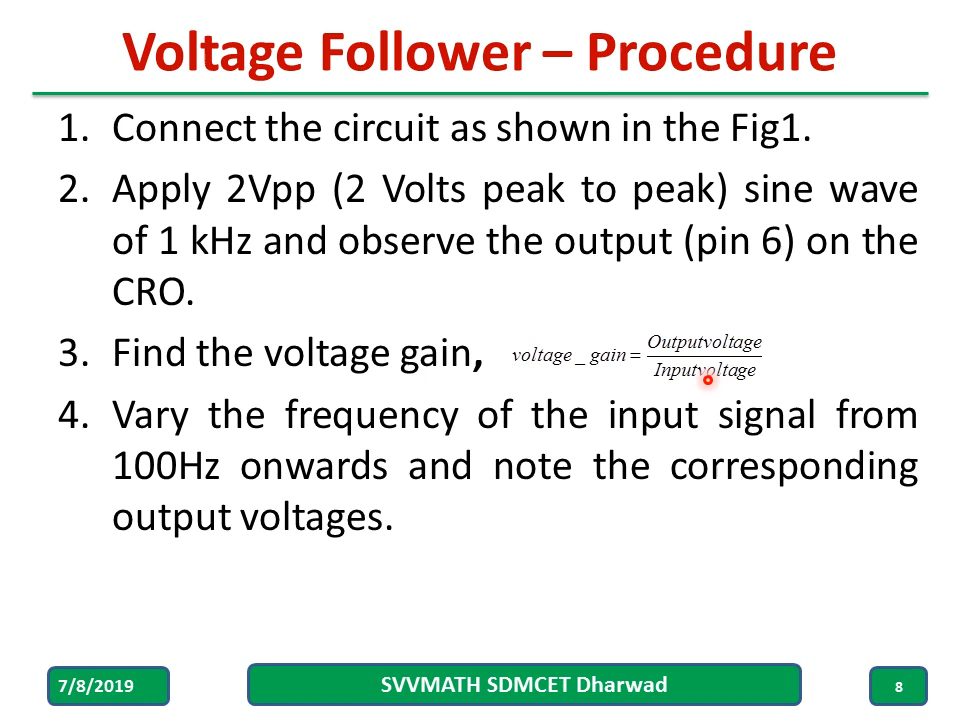 Voltage Follower – Procedure
1. Connect the circuit as shown in the Fig1.
2. Apply 2Vpp (2 Volts peak to peak) sine wave
of 1 kHz and observe the output (pin 6) on the
CRO.
3. Find the voltage gain, voltage _ gain = Outputvoltage / Inputvoltage
4. Vary the frequency of the input signal from
100Hz onwards and note the corresponding
output voltages.
7/8/2019
SVVMATH SDMCET Dharwad
8